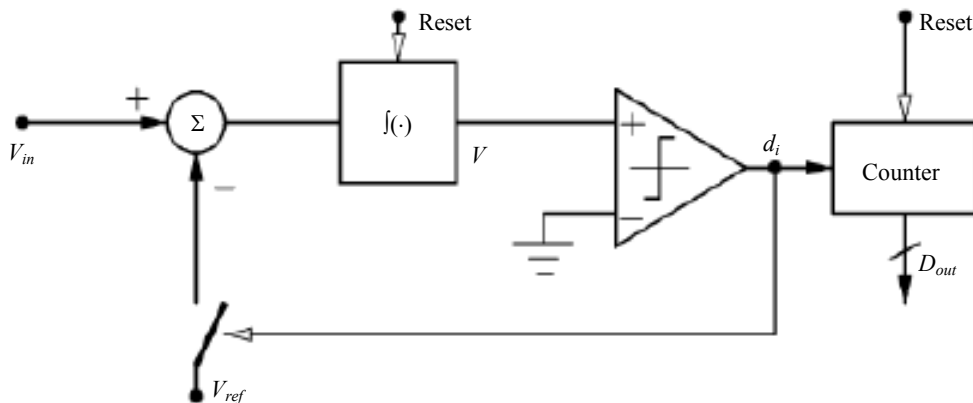 Reset
Reset
+
Σ
∫(·)
+
V_in
−
V
−
d_i
Counter
D_out
V_ref